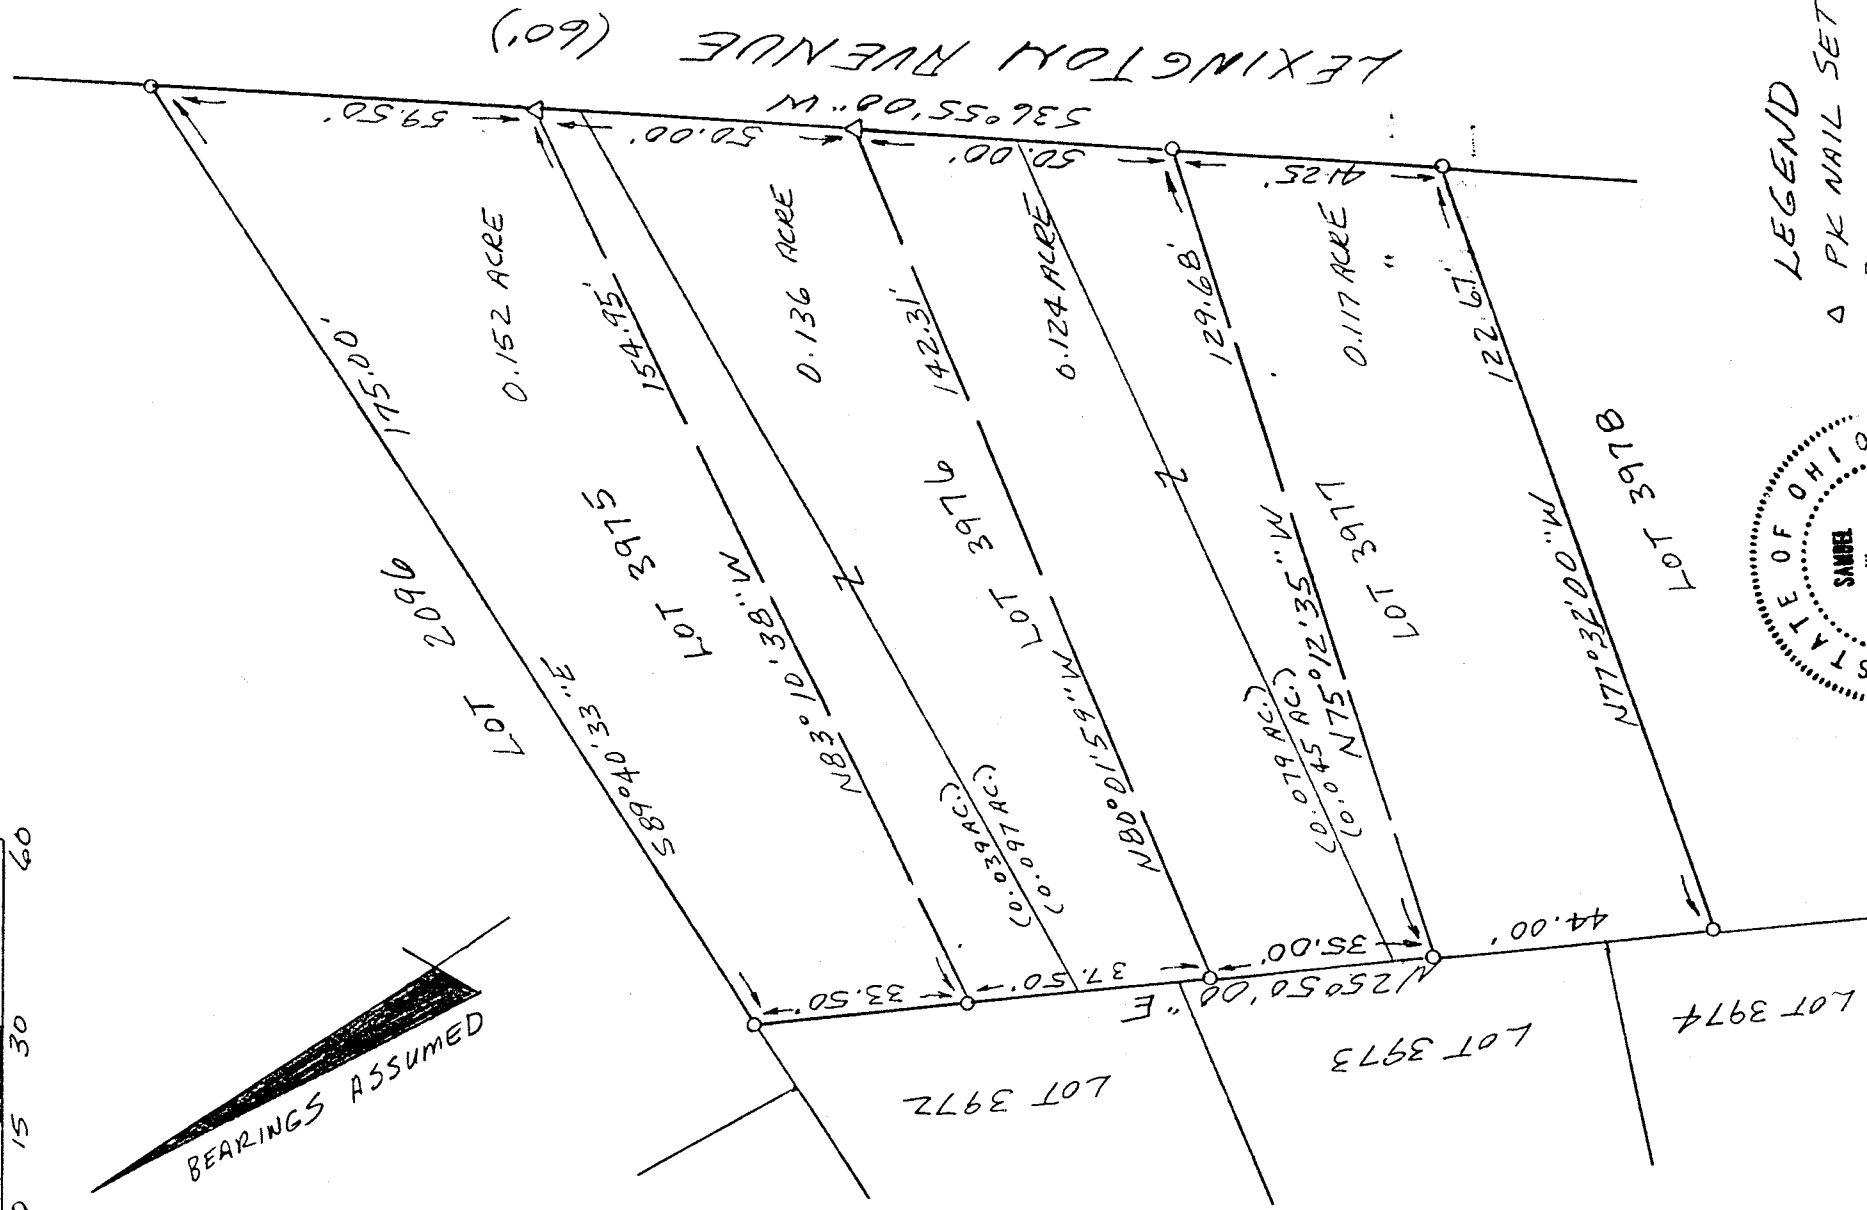 LEXINGTON AVENUE (60')
S36°55'00"W
59.50'
50.00'
50.00'
41.25'
175.00'
LOT 2096
S89°40'33"E
0.152 ACRE
154.95'
LOT 3975
N83°10'38"W
0.136 ACRE
142.31'
(0.039 AC.)
(0.097 AC.)
LOT 3976
N80°01'59"W
0.124 ACRE
129.68'
(0.079 AC.)
(0.045 AC.)
N75°12'35"W
0.117 ACRE
LOT 3977
122.67'
N77°32'00"W
LOT 3978
33.50'
37.50'
35.00'
44.00'
N25°50'00"E
LOT 3972
LOT 3973
LOT 3974
BEARINGS ASSUMED
15 30 60
LEGEND
△ PK NAIL SET
STATE OF OHIO
SAMUEL